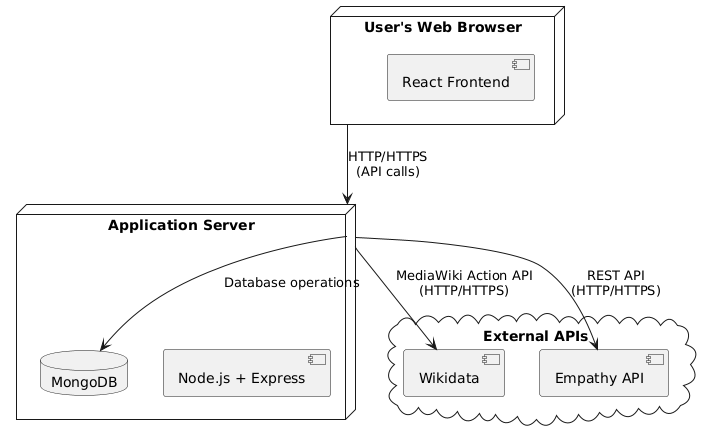 User's Web Browser
React Frontend
HTTP/HTTPS
(API calls)
Application Server
Database operations
MediaWiki Action API
(HTTP/HTTPS)
REST API
(HTTP/HTTPS)
External APIs
MongoDB
Node.js + Express
Wikidata
Empathy API